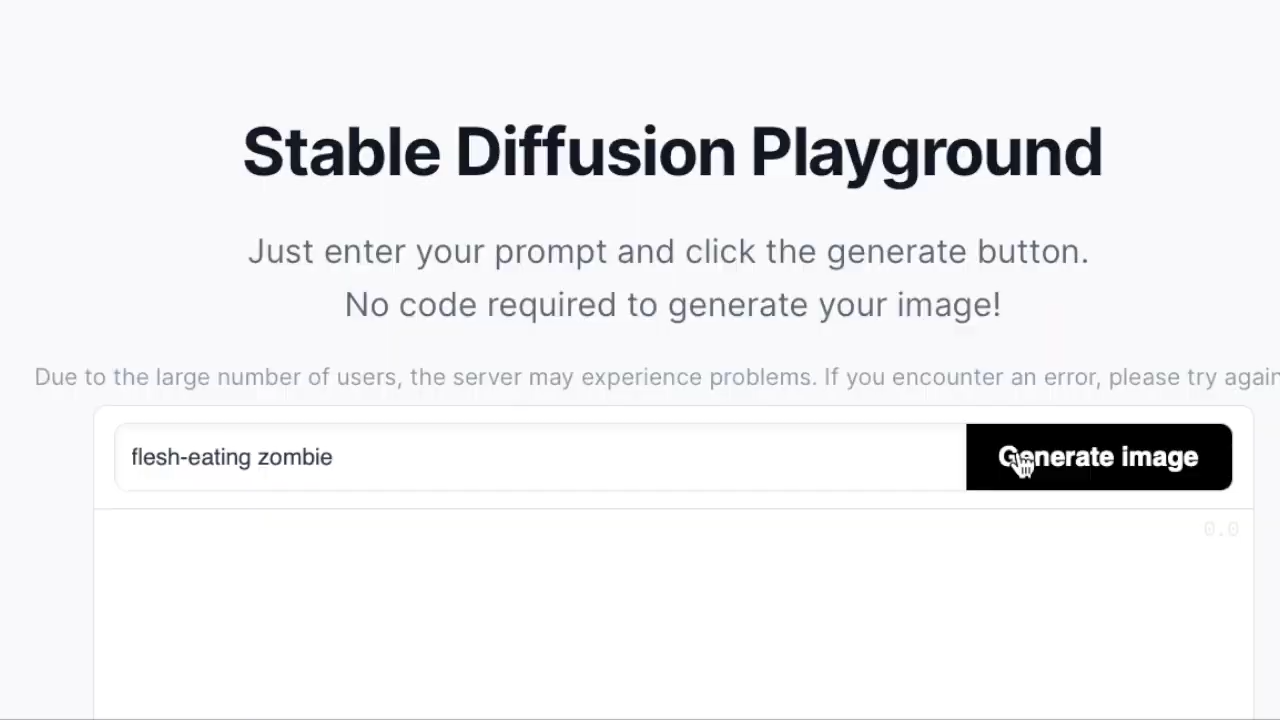 Stable Diffusion Playground
Just enter your prompt and click the generate button.
No code required to generate your image!
Due to the large number of users, the server may experience problems. If you encounter an error, please try again
flesh-eating zombie
Generate image
0.0